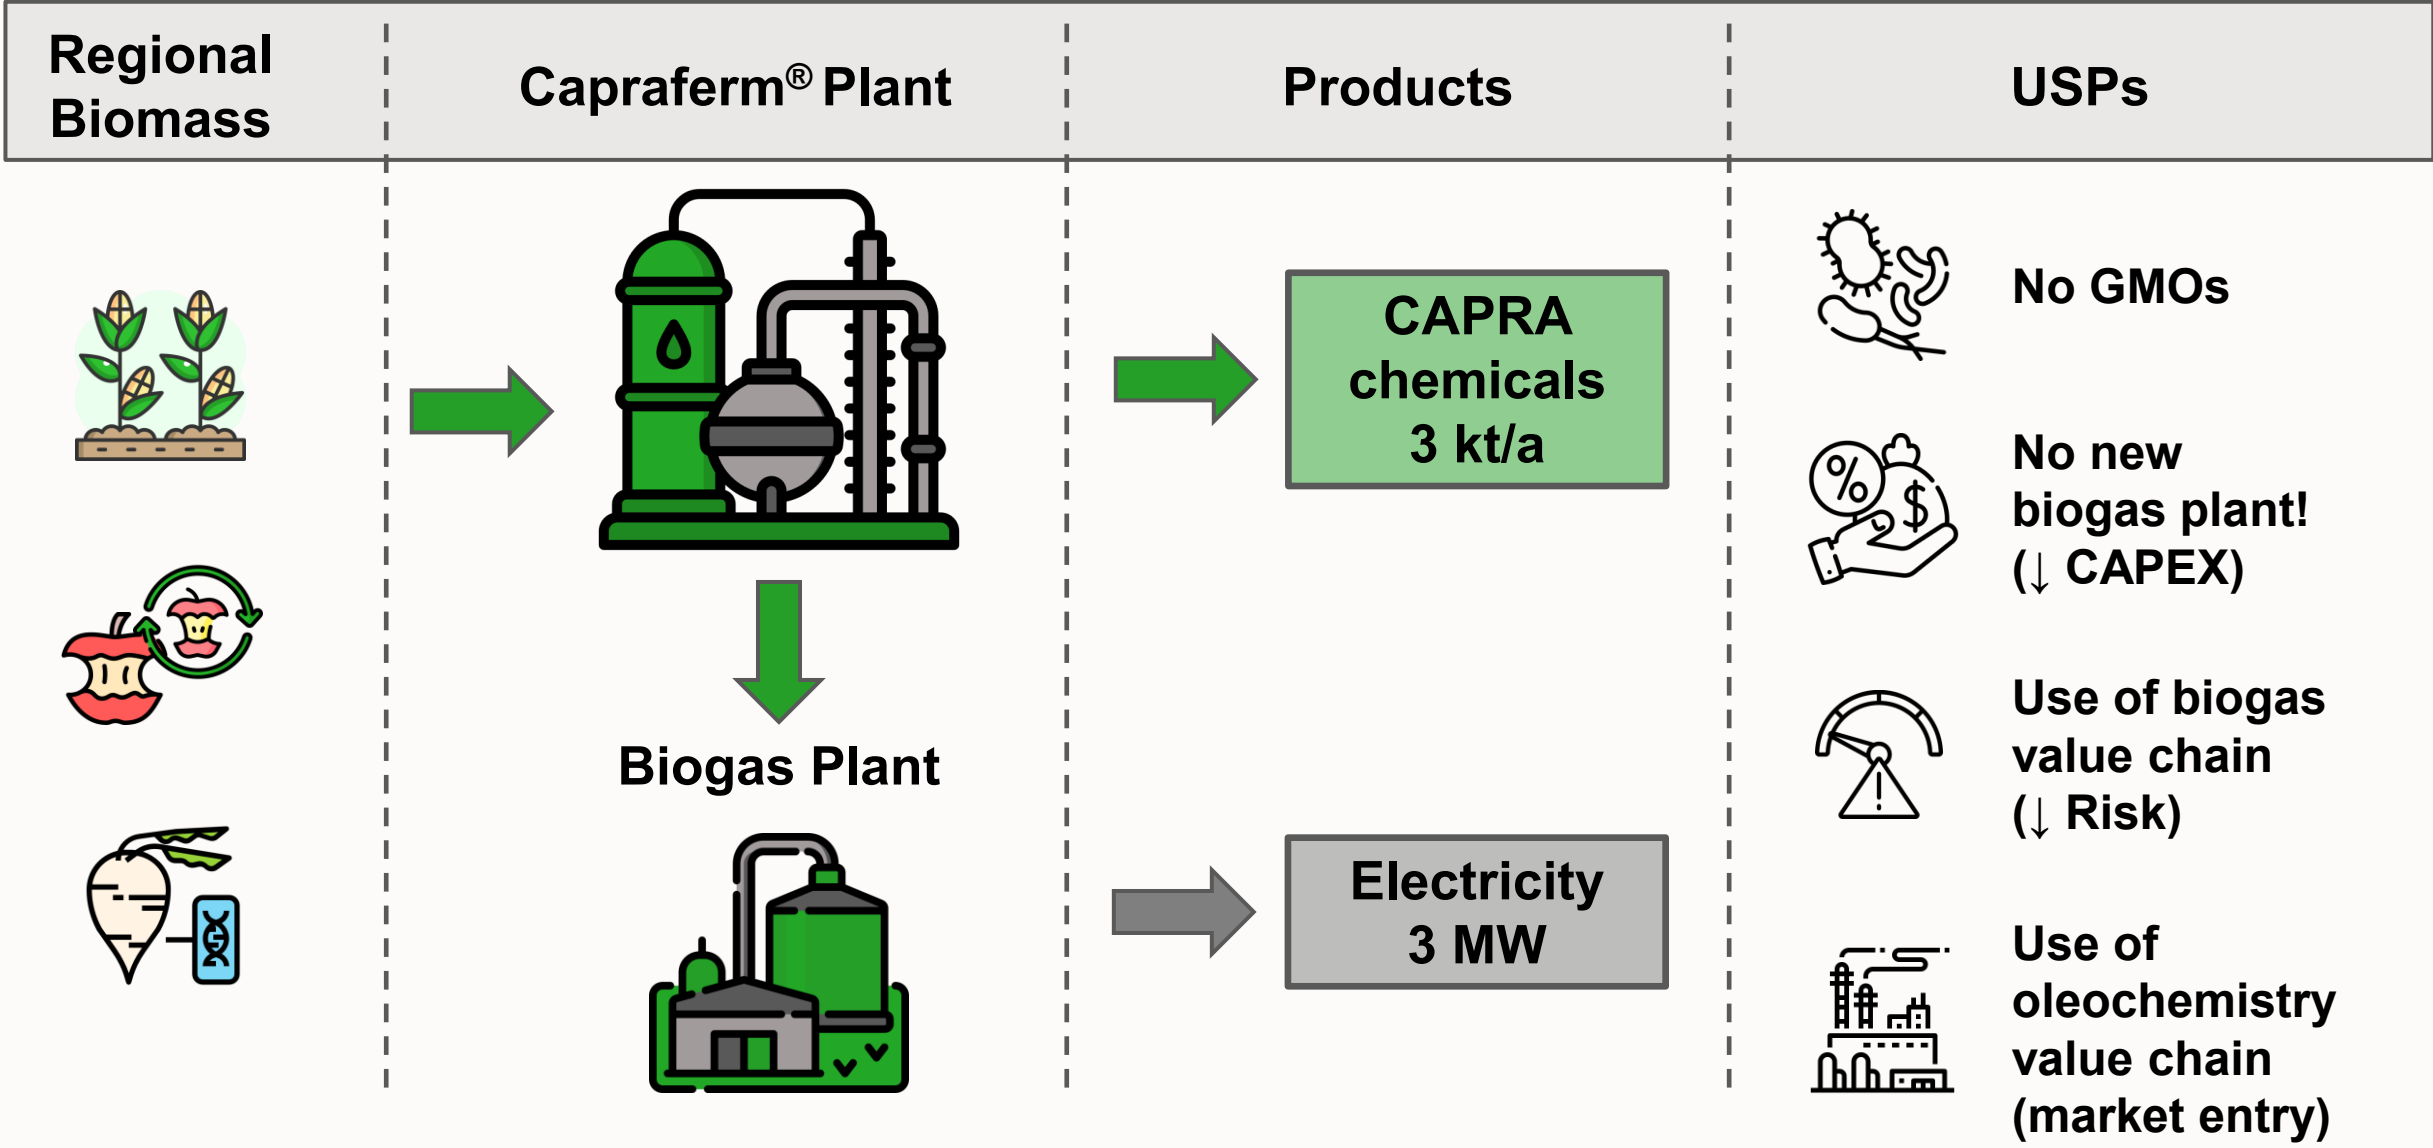 Regional
Biomass
Capraferm® Plant
Products
USPs
CAPRA
chemicals
3 kt/a
Biogas Plant
Electricity
3 MW
No GMOs
No new
biogas plant!
(↓ CAPEX)
Use of biogas
value chain
(↓ Risk)
Use of
oleochemistry
value chain
(market entry)
%
$
!